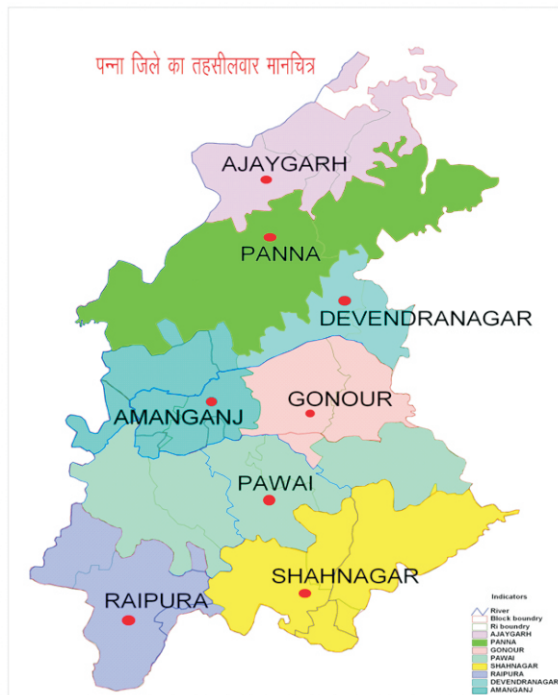 पन्ना जिले का तहसीलवार मानचित्र
AJAYGARH
PANNA
DEVENDRANAGAR
GONOUR
AMANGANJ
PAWAI
SHAHNAGAR
RAIPURA
Indicators
River
Block boundry
Ri boundry
AJAYGARH
PANNA
GONOUR
PAWAI
SHAHNAGAR
RAIPURA
DEVENDRANAGAR
AMANGANJ